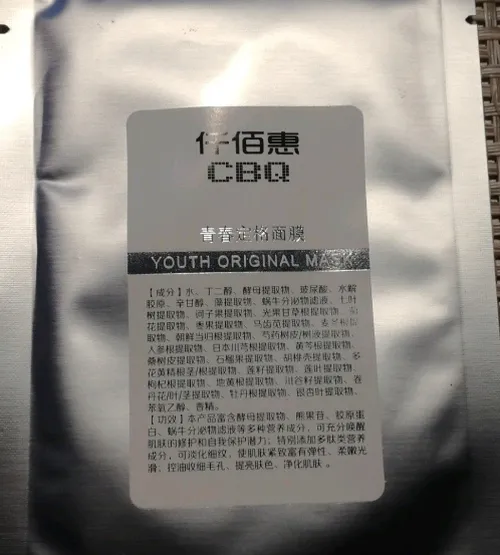 仟佰惠
CBQ
青春定格面膜
YOUTH ORIGINAL MASK
【成分】水、丁二醇、酵母提取物、玻尿酸、水解
胶原、辛甘醇、藻提取物、蜗牛分泌物滤液、七叶
树提取物、诃子果提取物、光果甘草根提取物、
花提取物、枣果提取物、马齿苋提取物、
取物、朝鲜当归根提取物、芍药树皮/树液提取物、
人参根提取物、日本川芎根提取物、黄芩根提取物、
桑树皮提取物、石榴果提取物、胡椒壳提取物、多
花黄精根茎/根提取物、莲籽提取物、莲叶提取物、
枸杞根提取物、地黄根提取物、川谷籽提取物、吞
丹花/叶/茎提取物、牡丹根提取物、银杏叶提取物、
苯氧乙醇、香精。
【功效】本产品富含酵母提取物、熊果苷、胶原蛋
白、蜗牛分泌物滤液等多种营养成分，可充分唤醒
肌肤的修护和自我保护潜力；特别添加多肽类营养
成分，可淡化细纹，使肌肤紧致富有弹性、柔嫩光
滑、控油收细毛孔、提亮肤色、净化肌肤。